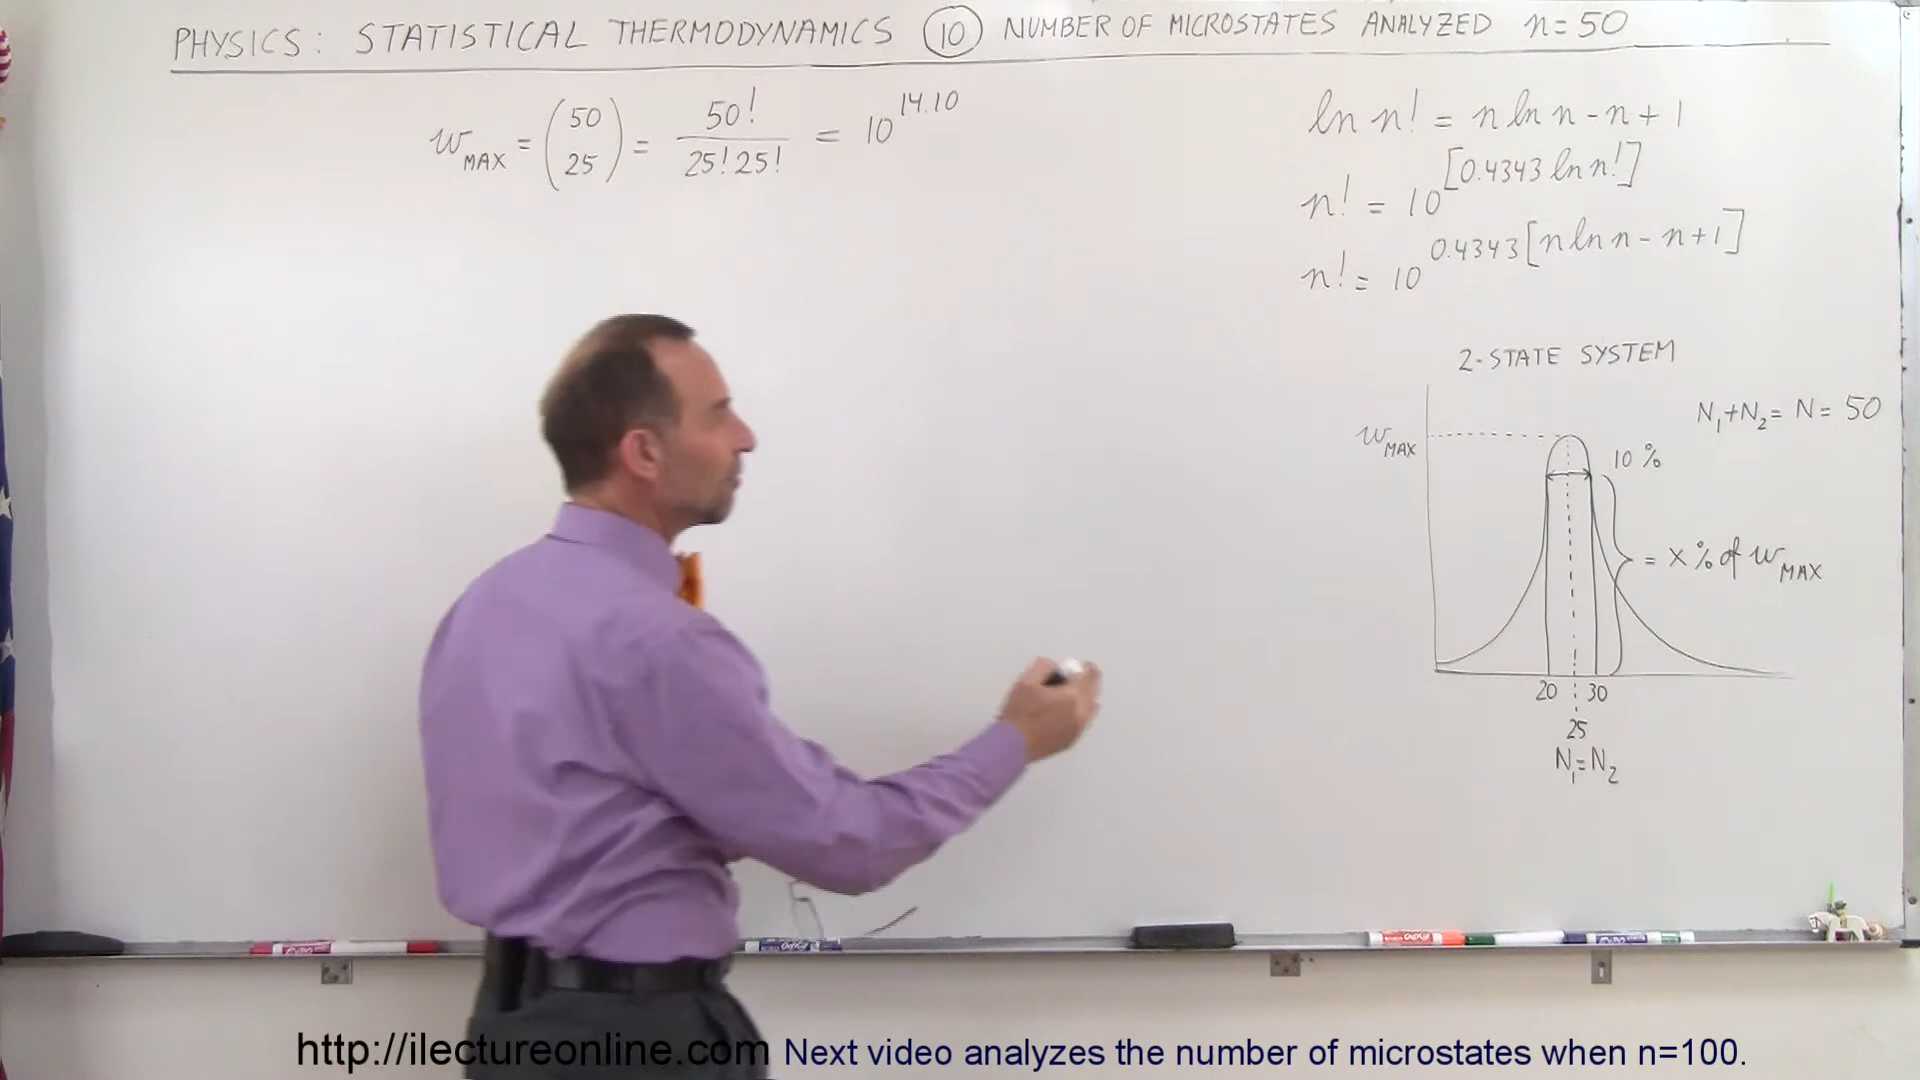 PHYSICS: STATISTICAL THERMODYNAMICS (10) NUMBER OF MICROSTATES ANALYZED n=50
W_MAX = (50 25) = 50! / 25! 25! = 10^14.10
ln n! = n ln n - n + 1
n! = 10^[0.4343 ln n!]
n! = 10^0.4343[n ln n - n + 1]
2-STATE SYSTEM
N₁+N₂= N= 50
W_MAX
10 %
= X % of W_MAX
20 30
25
N₁=N₂
http://ilectureonline.com Next video analyzes the number of microstates when n=100.